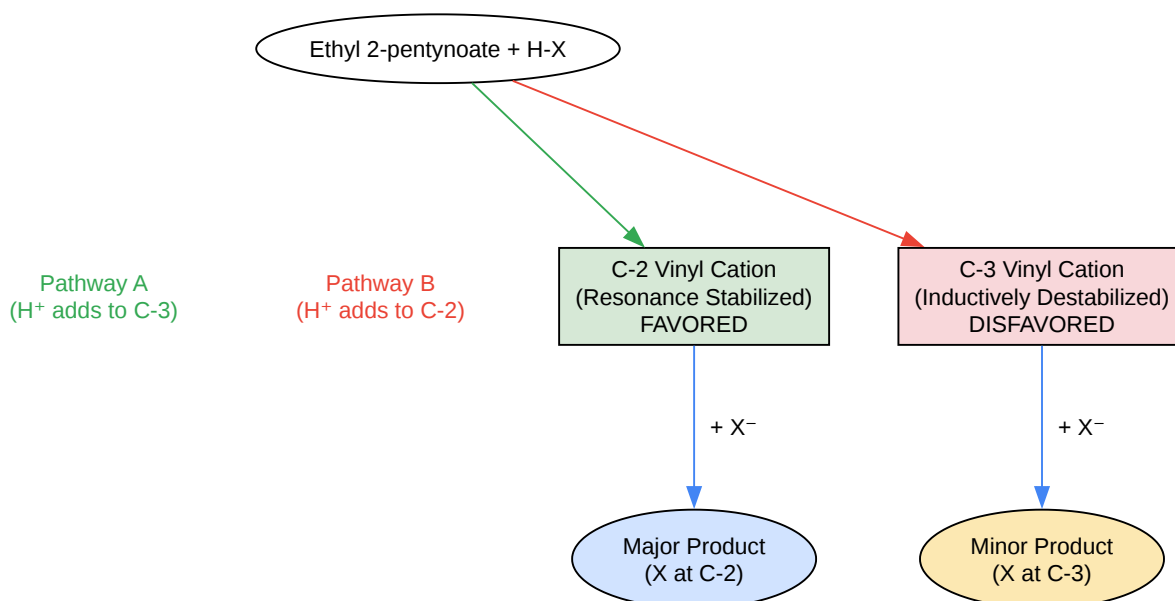 Ethyl 2-pentynoate + H-X
Pathway A
(H⁺ adds to C-3)
Pathway B
(H⁺ adds to C-2)
C-2 Vinyl Cation
(Resonance Stabilized)
FAVORED
C-3 Vinyl Cation
(Inductively Destabilized)
DISFAVORED
+ X⁻
+ X⁻
Major Product
(X at C-2)
Minor Product
(X at C-3)